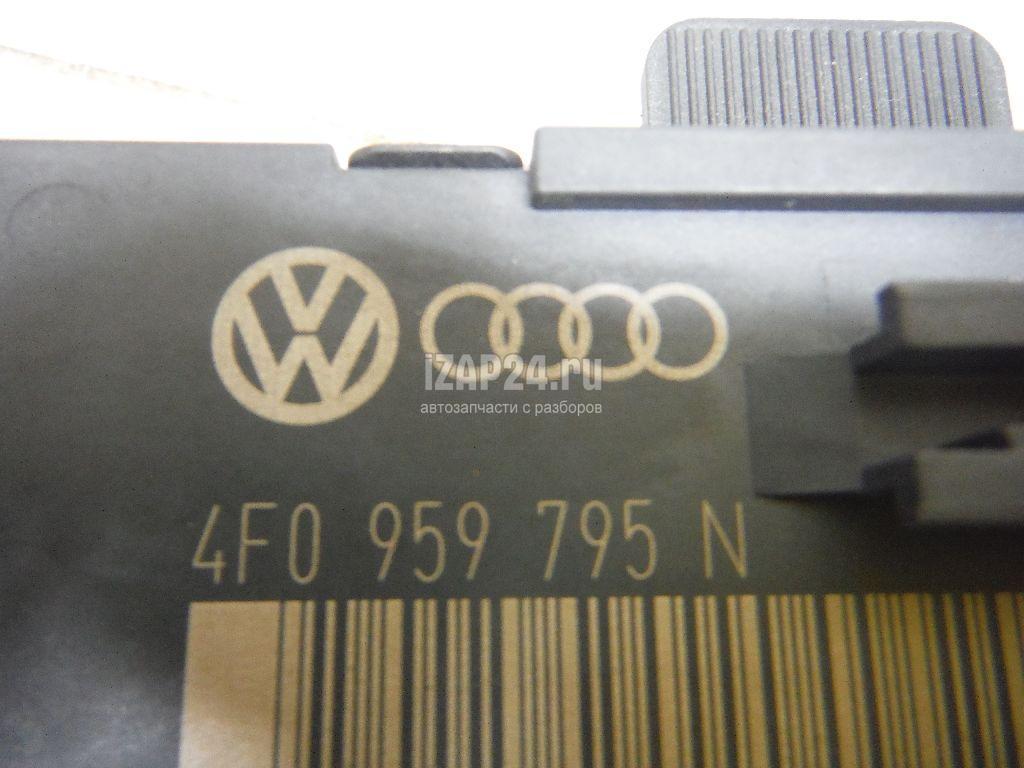 iZAP24.ru
автозапчасти с разборов
4F0 959 795 N